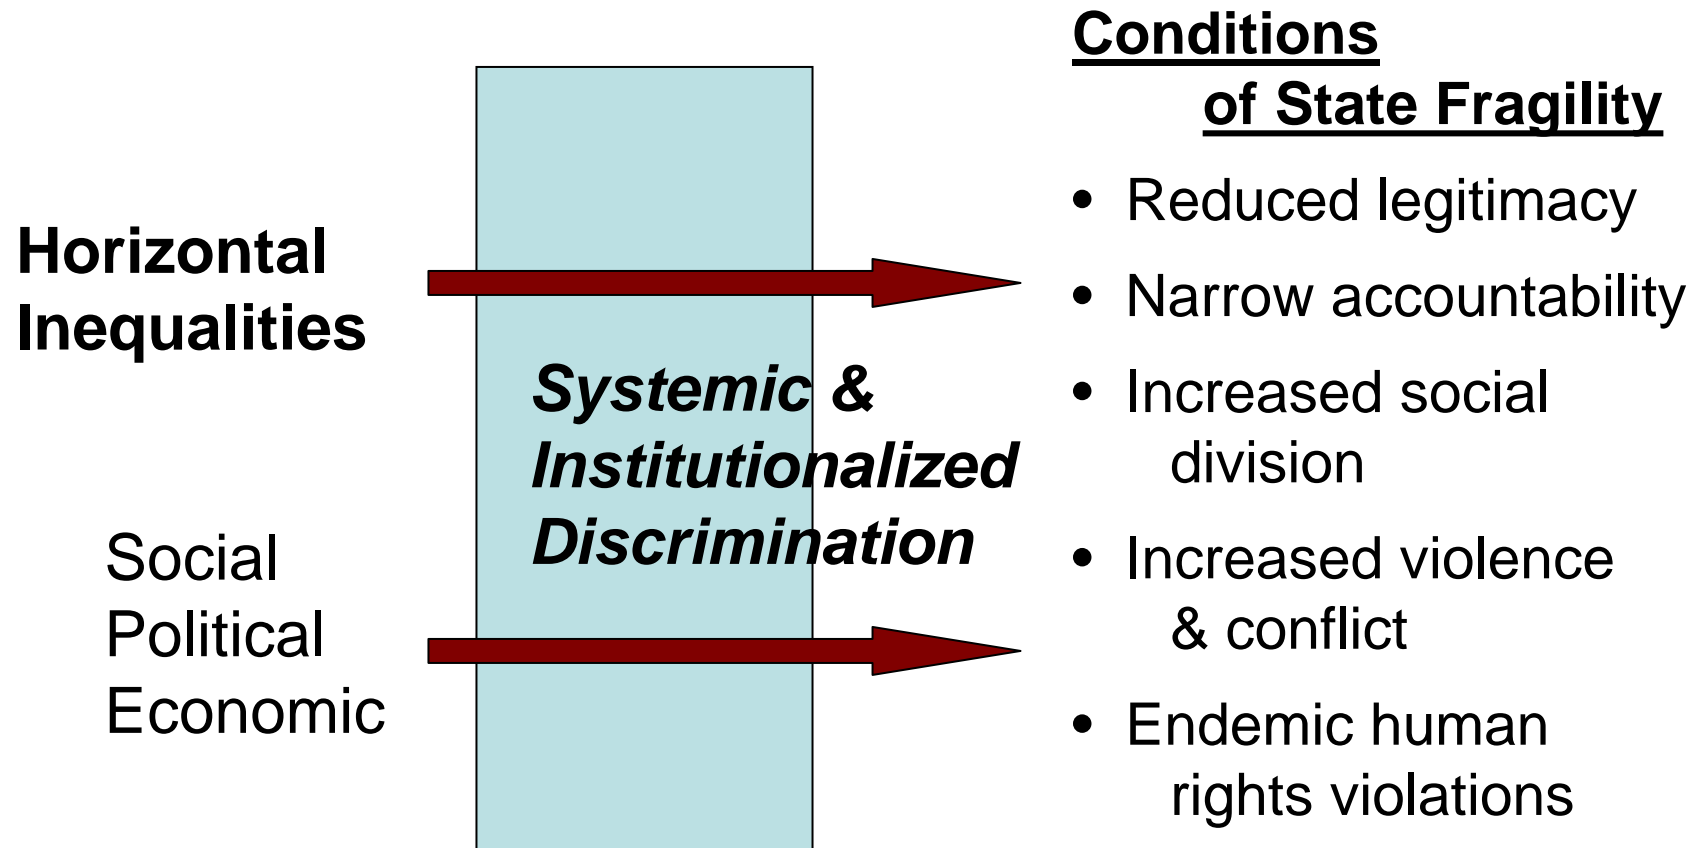 Horizontal
Inequalities
Social
Political
Economic
Systemic &
Institutionalized
Discrimination
Conditions
of State Fragility
• Reduced legitimacy
• Narrow accountability
• Increased social
division
• Increased violence
& conflict
• Endemic human
rights violations